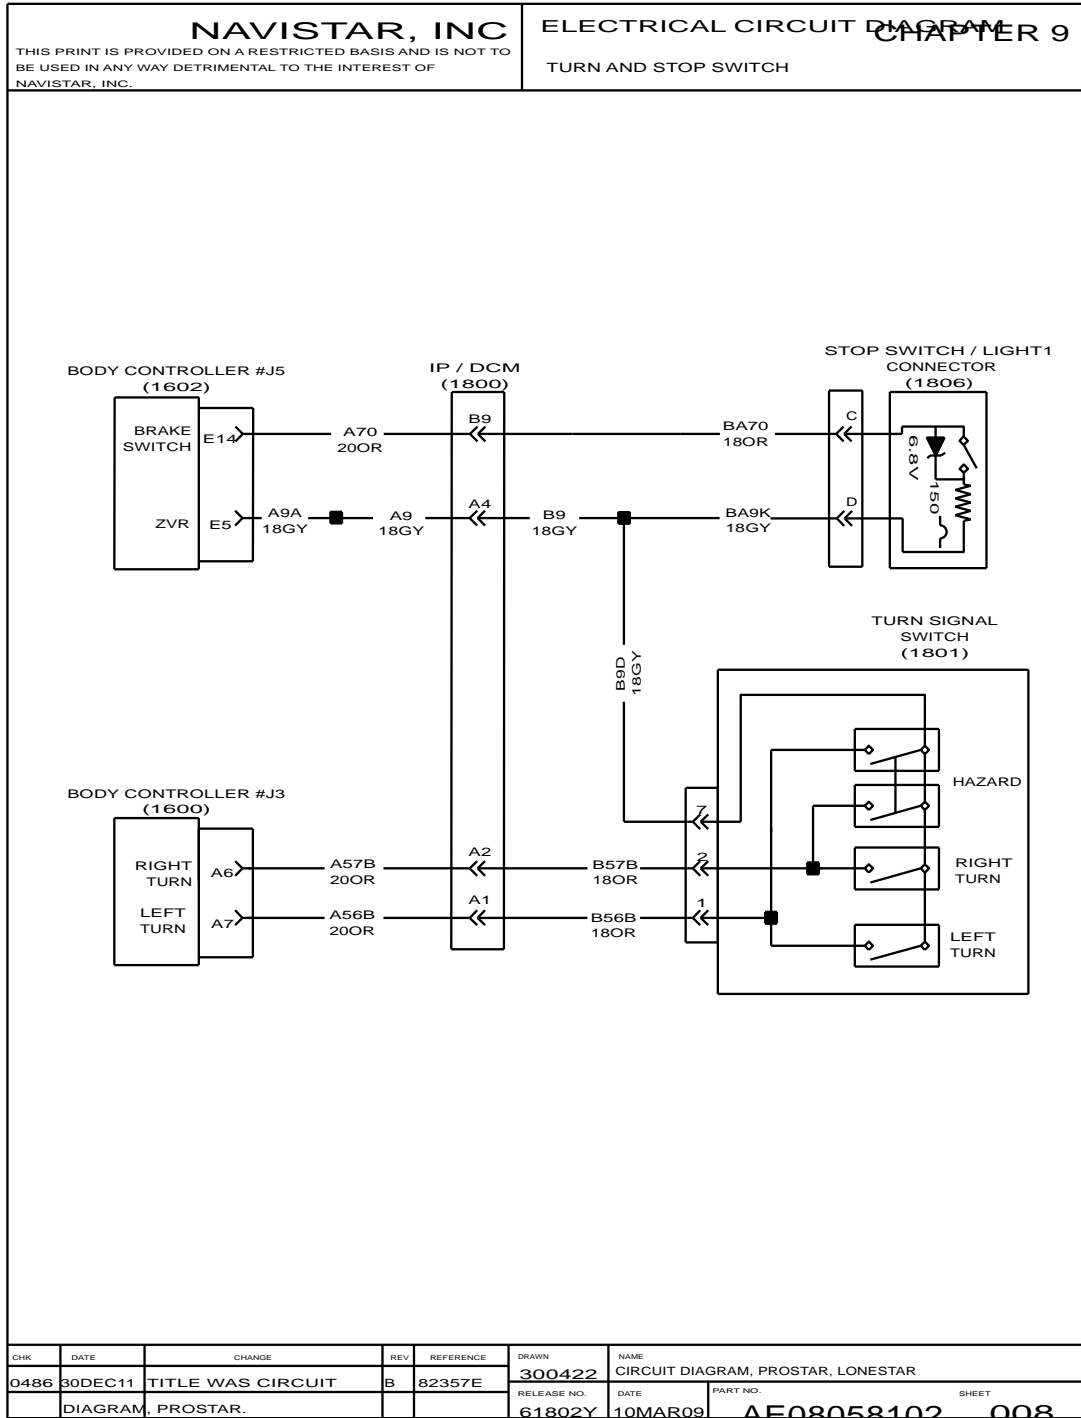 NAVISTAR, INC
THIS PRINT IS PROVIDED ON A RESTRICTED BASIS AND IS NOT TO
BE USED IN ANY WAY DETRIMENTAL TO THE INTEREST OF
NAVISTAR, INC.
ELECTRICAL CIRCUIT DIAGRAM
CHAPTER 9
TURN AND STOP SWITCH
BODY CONTROLLER #J5
(1602)
BRAKE
SWITCH
E14
ZVR
E5
A70
20OR
A9A
18GY
A9
18GY
IP / DCM
(1800)
B9
A4
B9
18GY
BA70
18OR
BA9K
18GY
STOP SWITCH / LIGHT1
CONNECTOR
(1806)
C
D
6.8V
150
B9D
18GY
TURN SIGNAL
SWITCH
(1801)
HAZARD
RIGHT
TURN
LEFT
TURN
7
2
1
BODY CONTROLLER #J3
(1600)
RIGHT
TURN
A6
LEFT
TURN
A7
A57B
20OR
A56B
20OR
A2
A1
B57B
18OR
B56B
18OR
CHK DATE CHANGE REV REFERENCE
0486 30DEC11 TITLE WAS CIRCUIT B 82357E
DIAGRAM, PROSTAR.
DRAWN
300422
NAME
CIRCUIT DIAGRAM, PROSTAR, LONESTAR
RELEASE NO.
61802Y
DATE
10MAR09
PART NO.
AE08058102
SHEET
008